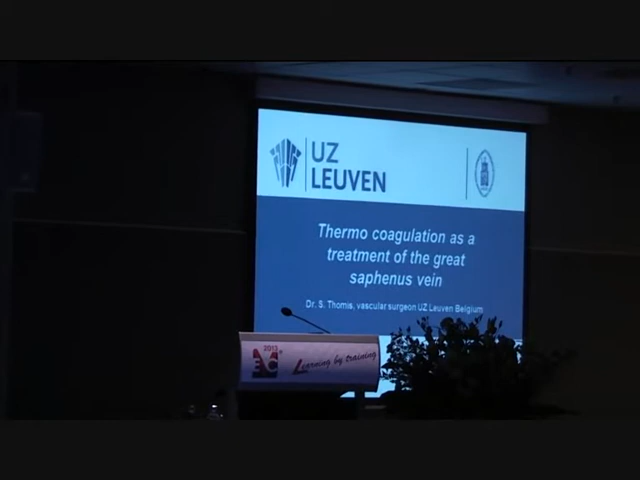 UZ
LEUVEN
Thermo coagulation as a
treatment of the great
saphenus vein
Dr. S. Thomis, vascular surgeon UZ Leuven Belgium
2013
EVC
Learning by training